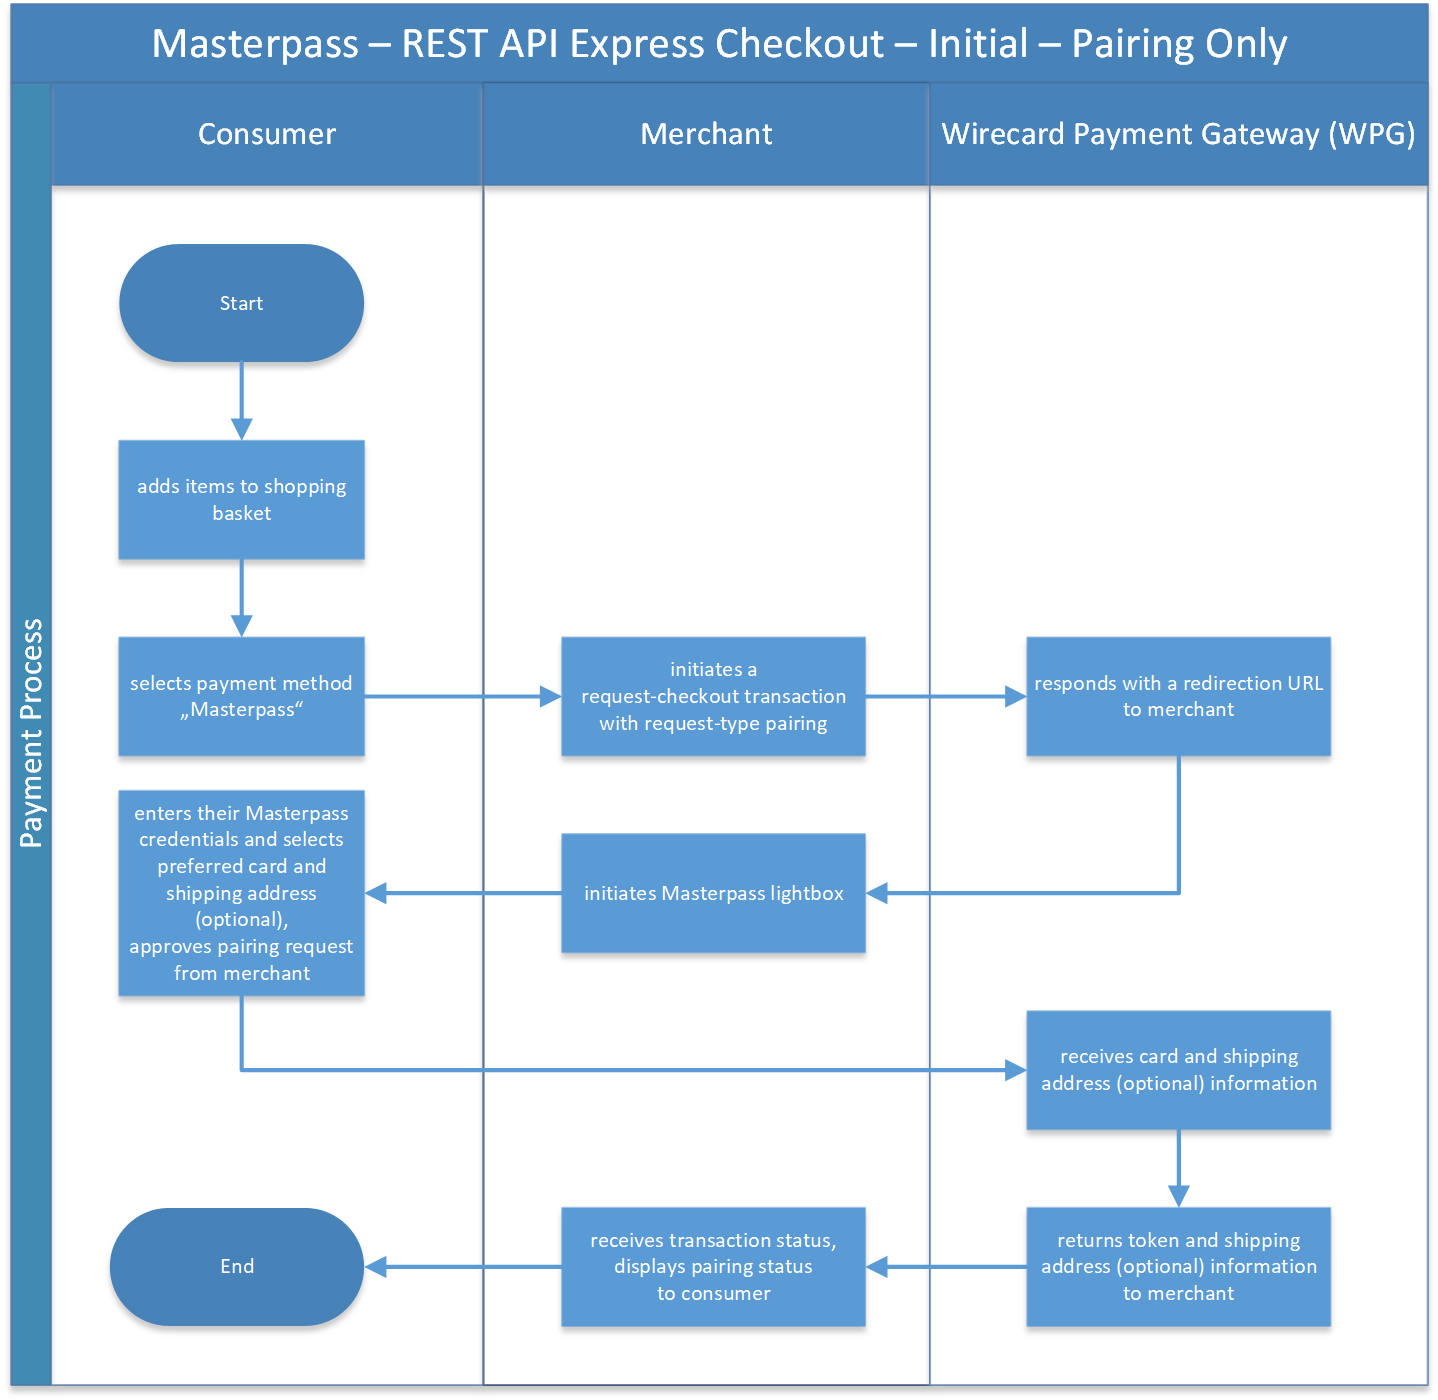 Masterpass – REST API Express Checkout – Initial – Pairing Only
Payment Process
Consumer
Merchant
Wirecard Payment Gateway (WPG)
Start
adds items to shopping
basket
selects payment method
„Masterpass“
initiates a
request-checkout transaction
with request-type pairing
responds with a redirection URL
to merchant
initiates Masterpass lightbox
enters their Masterpass
credentials and selects
preferred card and
shipping address
(optional),
approves pairing request
from merchant
receives card and shipping
address (optional) information
returns token and shipping
address (optional) information
to merchant
receives transaction status,
displays pairing status
to consumer
End